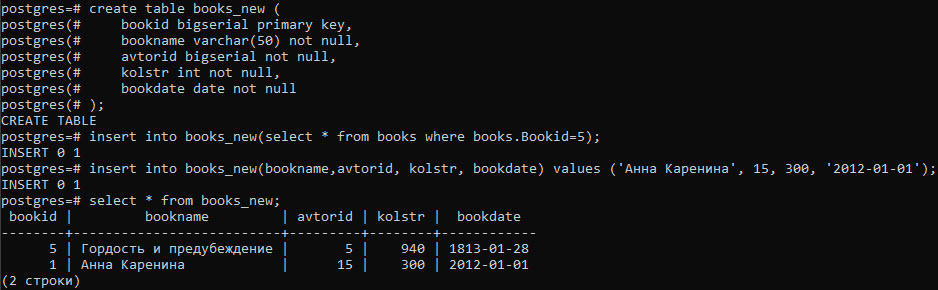 postgres=# create table books_new (
postgres(#     bookid bigserial primary key,
postgres(#     bookname varchar(50) not null,
postgres(#     avtorid bigserial not null,
postgres(#     kolstr int not null,
postgres(#     bookdate date not null
postgres(# );
CREATE TABLE
postgres=# insert into books_new(select * from books where books.Bookid=5);
INSERT 0 1
postgres=# insert into books_new(bookname,avtorid, kolstr, bookdate) values ('Анна Каренина', 15, 300, '2012-01-01');
INSERT 0 1
postgres=# select * from books_new;
 bookid |         bookname         | avtorid | kolstr |  bookdate
--------+--------------------------+---------+--------+------------
      5 | Гордость и предубеждение |       5 |    940 | 1813-01-28
      1 | Анна Каренина            |      15 |    300 | 2012-01-01
(2 строки)